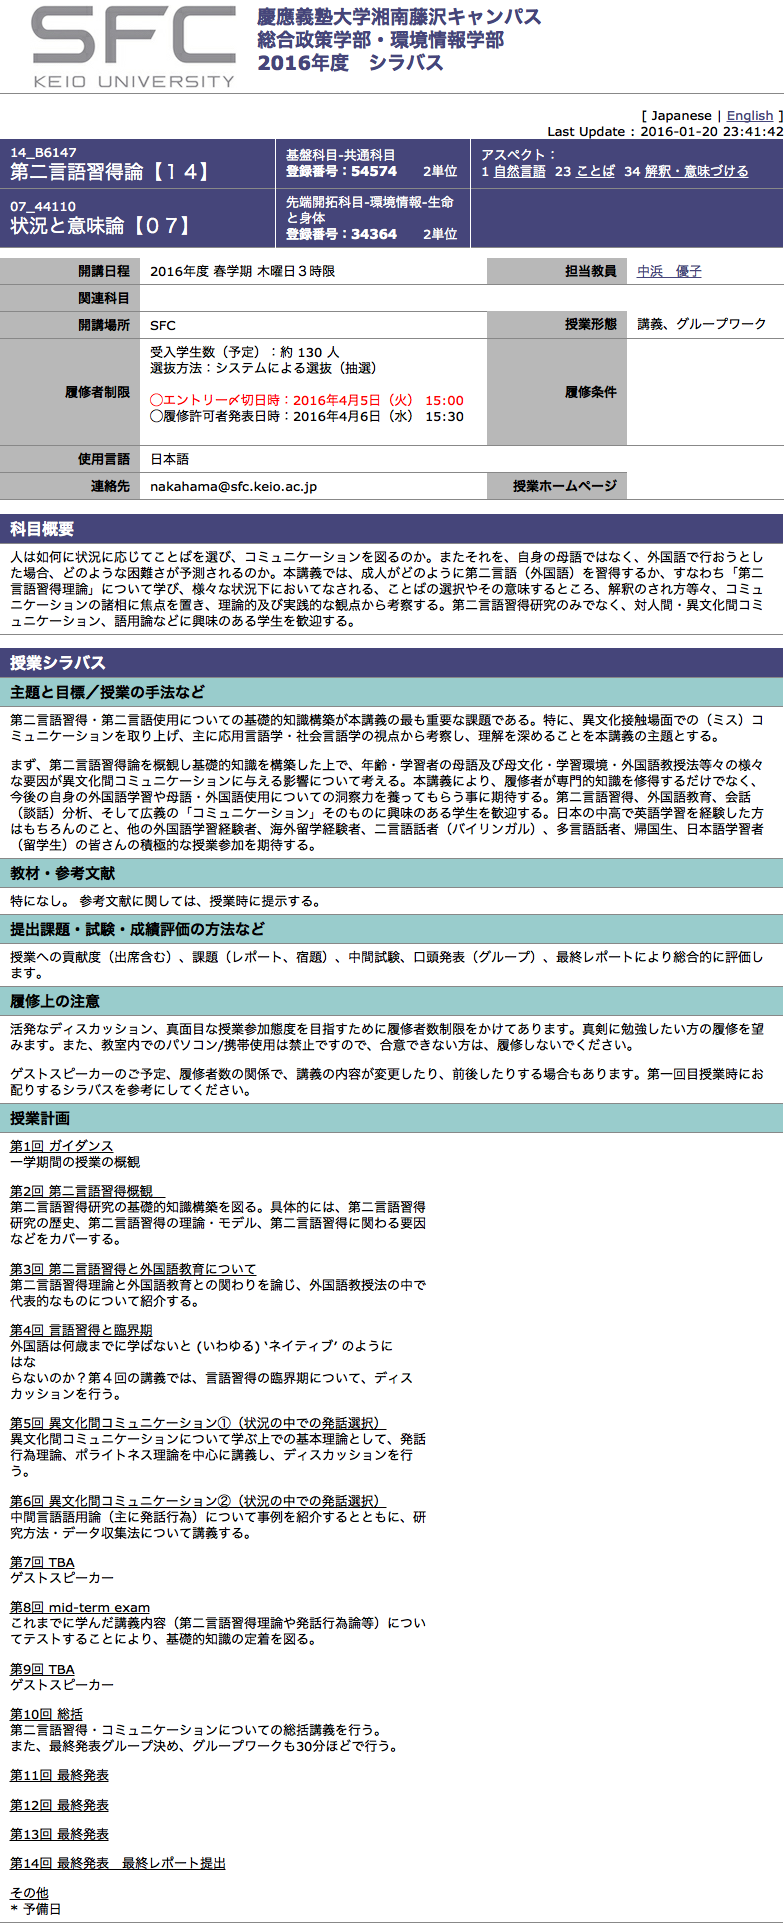 SFC
KEIO UNIVERSITY
慶應義塾大学湘南藤沢キャンパス
総合政策学部・環境情報学部
2016年度　シラバス
[ Japanese | English ]
Last Update : 2016-01-20 23:41:42
14_B6147
第二言語習得論【１４】
基盤科目-共通科目
登録番号：54574 2単位
アスペクト：
1 自然言語 23 ことば 34 解釈・意味づける
07_44110
状況と意味論【０７】
先端開拓科目-環境情報-生命
と身体
登録番号：34364 2単位
開講日程 2016年度 春学期 木曜日３時限 担当教員 中浜　優子
関連科目
開講場所 SFC 授業形態 講義、グループワーク
履修者制限
受入学生数（予定）：約 130 人
選抜方法：システムによる選抜（抽選）
◯エントリー〆切日時：2016年4月5日（火） 15:00
◯履修許可者発表日時：2016年4月6日（水） 15:30
履修条件
使用言語 日本語
連絡先 nakahama@sfc.keio.ac.jp 授業ホームページ
科目概要
人は如何に状況に応じてことばを選び、コミュニケーションを図るのか。またそれを、自身の母語ではなく、外国語で行おうとし
た場合、どのような困難さが予測されるのか。本講義では、成人がどのように第二言語（外国語）を習得するか、すなわち「第二
言語習得理論」について学び、様々な状況下においてなされる、ことばの選択やその意味するところ、解釈のされ方等々、コミュ
ニケーションの諸相に焦点を置き、理論的及び実践的な観点から考察する。第二言語習得研究のみでなく、対人間・異文化間コミ
ュニケーション、語用論などに興味のある学生を歓迎する。
授業シラバス
主題と目標／授業の手法など
第二言語習得・第二言語使用についての基礎的知識構築が本講義の最も重要な課題である。特に、異文化接触場面での（ミス）コ
ミュニケーションを取り上げ、主に応用言語学・社会言語学の視点から考察し、理解を深めることを本講義の主題とする。
まず、第二言語習得論を概観し基礎的知識を構築した上で、年齢・学習者の母語及び母文化・学習環境・外国語教授法等々の様々
な要因が異文化間コミュニケーションに与える影響について考える。本講義により、履修者が専門的知識を修得するだけでなく、
今後の自身の外国語学習や母語・外国語使用についての洞察力を養ってもらう事に期待する。第二言語習得、外国語教育、会話
（談話）分析、そして広義の「コミュニケーション」そのものに興味のある学生を歓迎する。日本の中高で英語学習を経験した方
はもちろんのこと、他の外国語学習経験者、海外留学経験者、二言語話者（バイリンガル）、多言語話者、帰国生、日本語学習者
（留学生）の皆さんの積極的な授業参加を期待する。
教材・参考文献
特になし。 参考文献に関しては、授業時に提示する。
提出課題・試験・成績評価の方法など
授業への貢献度（出席含む）、課題（レポート、宿題）、中間試験、口頭発表（グループ）、最終レポートにより総合的に評価し
ます。
履修上の注意
活発なディスカッション、真面目な授業参加態度を目指すために履修者数制限をかけてあります。真剣に勉強したい方の履修を望
みます。また、教室内でのパソコン/携帯使用は禁止ですので、合意できない方は、履修しないでください。
ゲストスピーカーのご予定、履修者数の関係で、講義の内容が変更したり、前後したりする場合もあります。第一回目授業時にお
配りするシラバスを参考にしてください。
授業計画
第1回 ガイダンス
一学期間の授業の概観
第2回 第二言語習得概観
第二言語習得研究の基礎的知識構築を図る。具体的には、第二言語習得
研究の歴史、第二言語習得の理論・モデル、第二言語習得に関わる要因
などをカバーする。
第3回 第二言語習得と外国語教育について
第二言語習得理論と外国語教育との関わりを論じ、外国語教授法の中で
代表的なものについて紹介する。
第4回 言語習得と臨界期
外国語は何歳までに学ばないと (いわゆる) ‘ネイティブ’ のように
はな
らないのか？第４回の講義では、言語習得の臨界期について、ディス
カッションを行う。
第5回 異文化間コミュニケーション①（状況の中での発話選択）
異文化間コミュニケーションについて学ぶ上での基本理論として、発話
行為理論、ポライトネス理論を中心に講義し、ディスカッションを行
う。
第6回 異文化間コミュニケーション②（状況の中での発話選択）
中間言語語用論（主に発話行為）について事例を紹介するとともに、研
究方法・データ収集法について講義する。
第7回 TBA
ゲストスピーカー
第8回 mid-term exam
これまでに学んだ講義内容（第二言語習得理論や発話行為論等）につい
てテストすることにより、基礎的知識の定着を図る。
第9回 TBA
ゲストスピーカー
第10回 総括
第二言語習得・コミュニケーションについての総括講義を行う。
また、最終発表グループ決め、グループワークも30分ほどで行う。
第11回 最終発表
第12回 最終発表
第13回 最終発表
第14回 最終発表　最終レポート提出
その他
* 予備日